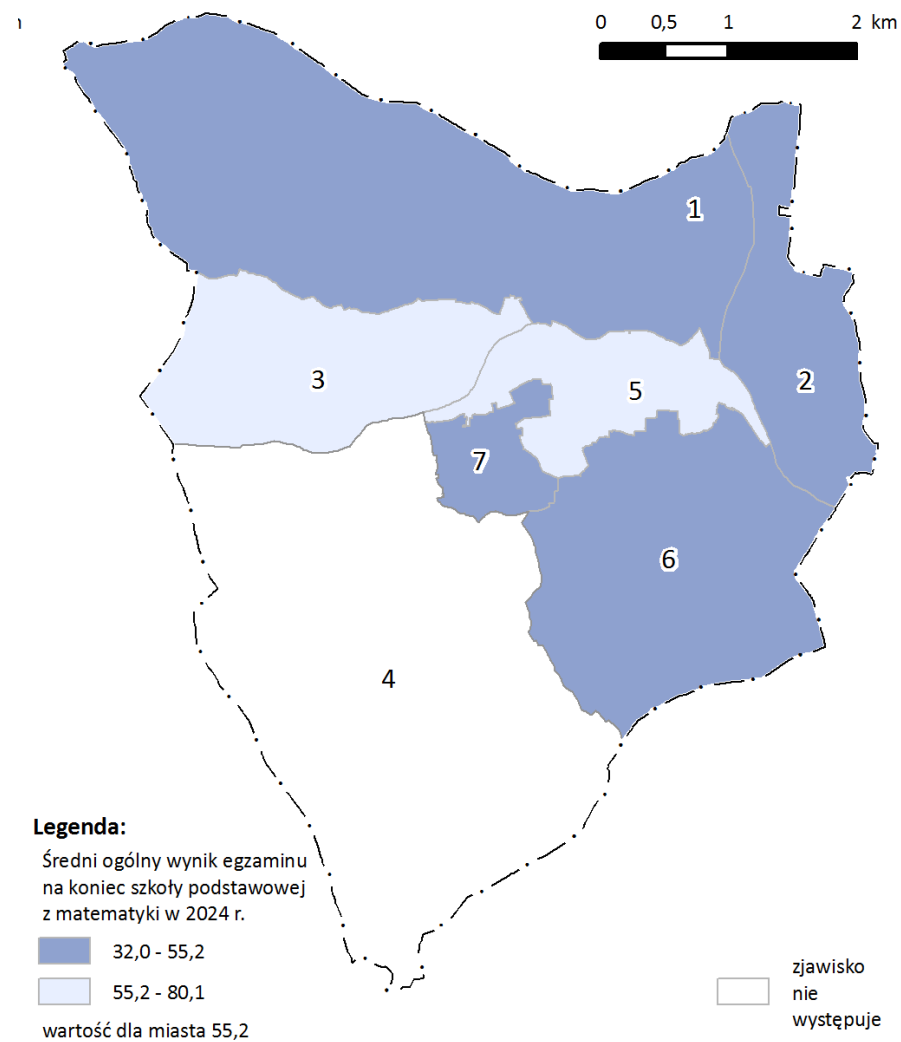 0 0,5 1 2 km
1
2
3
5
7
6
4
Legenda:
Średni ogólny wynik egzaminu
na koniec szkoły podstawowej
z matematyki w 2024 r.
32,0 - 55,2
55,2 - 80,1
wartość dla miasta 55,2
zjawisko
nie
występuje